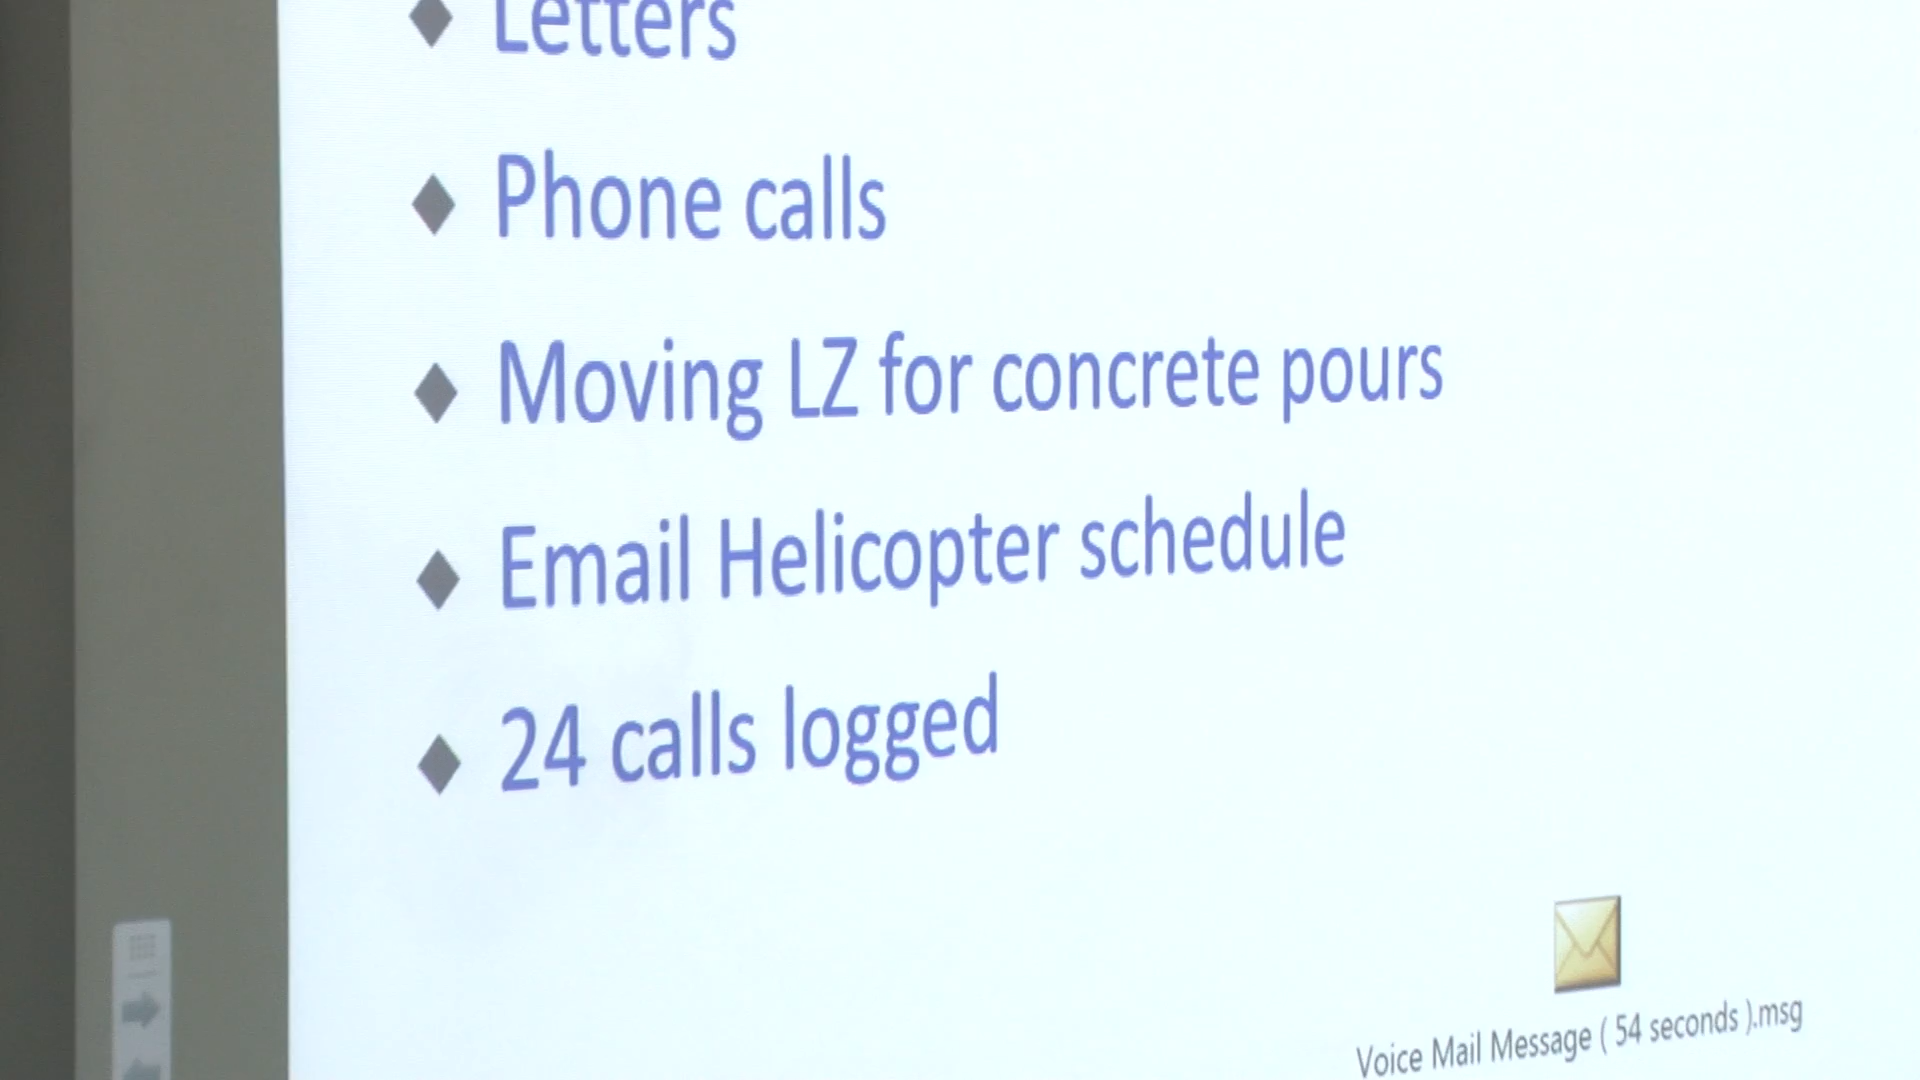 Letters
Phone calls
Moving LZ for concrete pours
Email Helicopter schedule
24 calls logged
Voice Mail Message ( 54 seconds ).msg